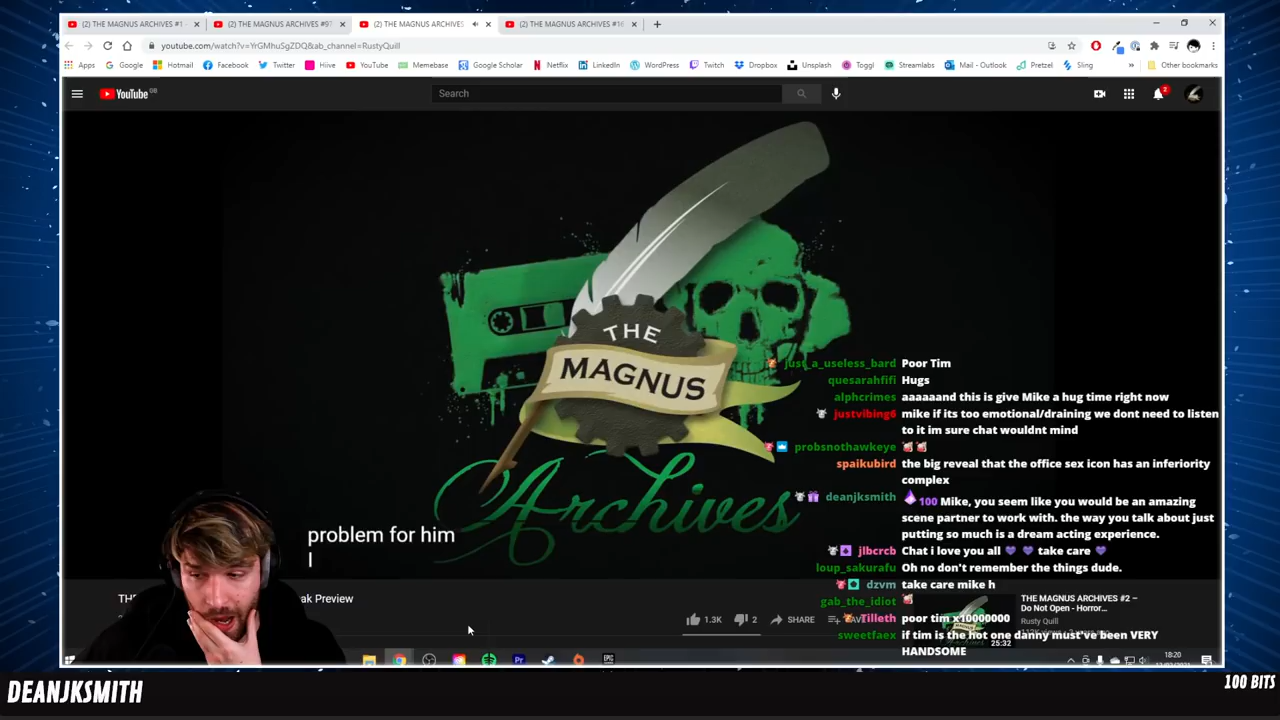 (2) THE MAGNUS ARCHIVES #1 -
(2) THE MAGNUS ARCHIVES #97
(2) THE MAGNUS ARCHIVES
(2) THE MAGNUS ARCHIVES #16
youtube.com/watch?v=YrGMhuSgZDQ&ab_channel=RustyQuill
Apps
Google
Hotmail
Facebook
Twitter
Hive
YouTube
Memebase
Google Scholar
Netflix
LinkedIn
WordPress
Twitch
Dropbox
Unsplash
Toggl
Streamlabs
Mail - Outlook
Pretzel
Sling
»
Other bookmarks
YouTube GB
Search
2
THE
MAGNUS
Archives
just_a_useless_bard Poor Tim
quesarahfifi Hugs
alphcrimes aaaaaand this is give Mike a hug time right now
justvibing6 mike if its too emotional/draining we dont need to listen
to it im sure chat wouldnt mind
probsnothawkeye
spaikubird the big reveal that the office sex icon has an inferiority
complex
deanjksmith 100 Mike, you seem like you would be an amazing
scene partner to work with. the way you talk about just
putting so much is a dream acting experience.
jlbcrcb Chat i love you all 💜 💜 take care 💜
loup_sakurafu Oh no don't remember the things dude.
dzvm take care mike h
gab_the_idiot
Tilleth poor tim x10000000
sweetfaex if tim is the hot one danny must've been VERY
HANDSOME
problem for him
I
THE
ak Preview
1.3K
2
SHARE
THE MAGNUS ARCHIVES #2 –
Do Not Open - Horror...
Rusty Quill
25:32
18:20
DEANJKSMITH
100 BITS